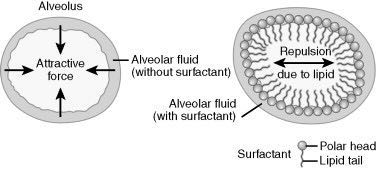 Alveolus
Attractive
force
Alveolar fluid
(without surfactant)
Repulsion
due to lipid
Alveolar fluid
(with surfactant)
Surfactant
Polar head
Lipid tail